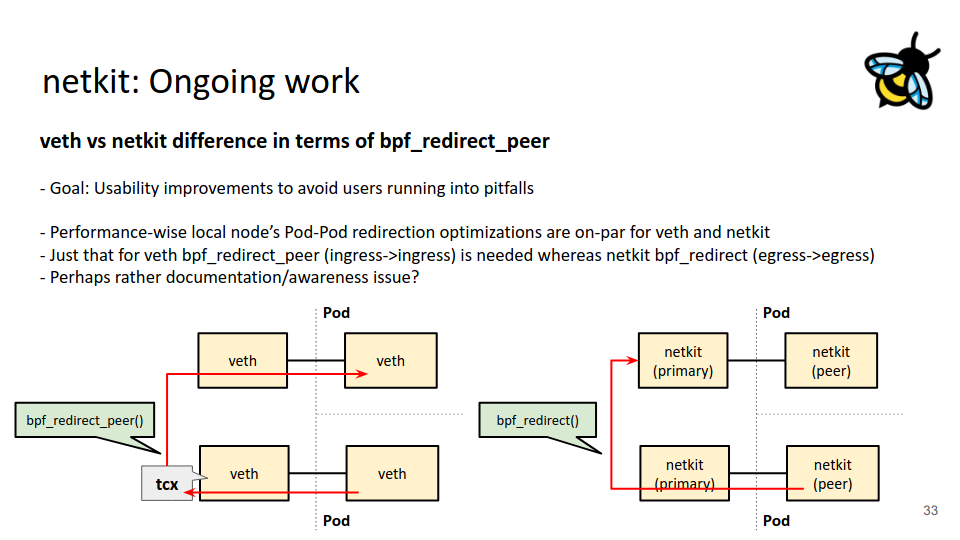 netkit: Ongoing work
veth vs netkit difference in terms of bpf_redirect_peer
- Goal: Usability improvements to avoid users running into pitfalls
- Performance-wise local node’s Pod-Pod redirection optimizations are on-par for veth and netkit
- Just that for veth bpf_redirect_peer (ingress->ingress) is needed whereas netkit bpf_redirect (egress->egress)
- Perhaps rather documentation/awareness issue?
Pod
veth
veth
bpf_redirect_peer()
tcx
veth
veth
Pod
Pod
netkit
(primary)
netkit
(peer)
bpf_redirect()
netkit
(primary)
netkit
(peer)
Pod
33